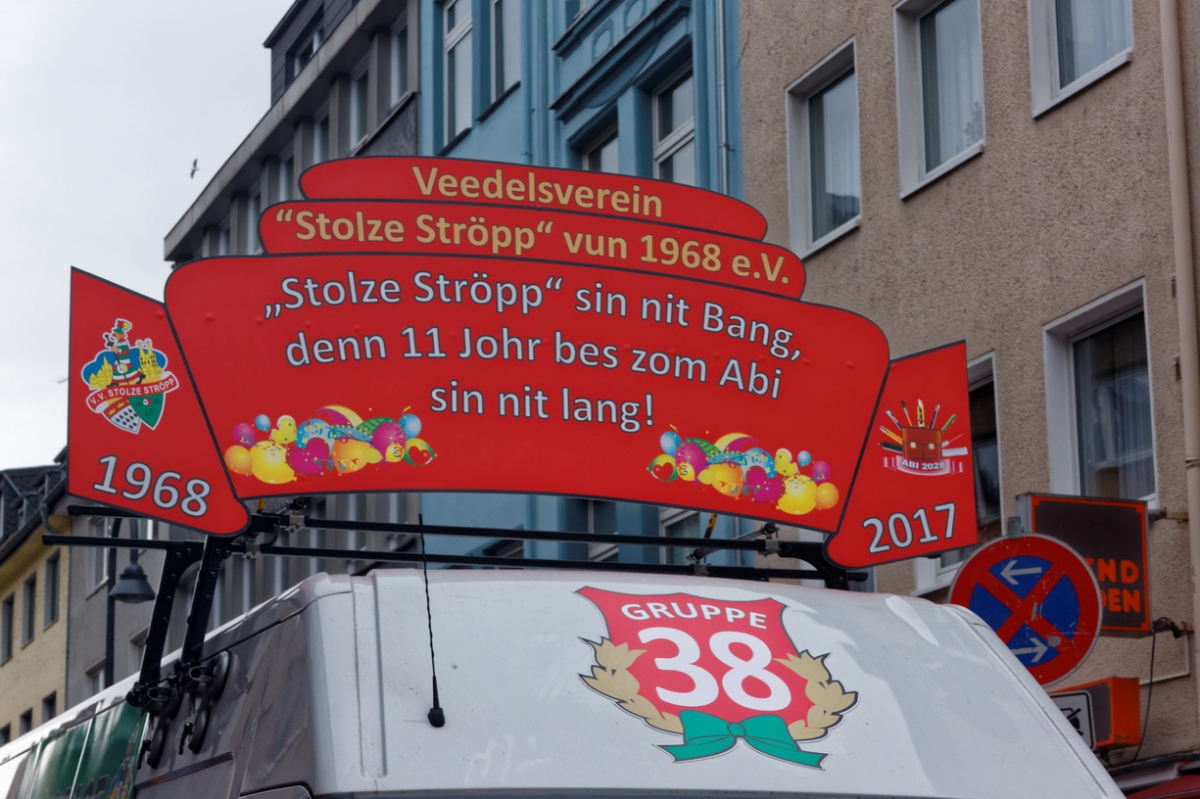 Veedelsverein
“Stolze Ströpp“ vun 1968 e.V.
„Stolze Ströpp“ sin nit Bang,
denn 11 Johr bes zom Abi
sin nit lang!
V.V. STOLZE STRÖPP
1968
ABI 2028
2017
GRUPPE
38